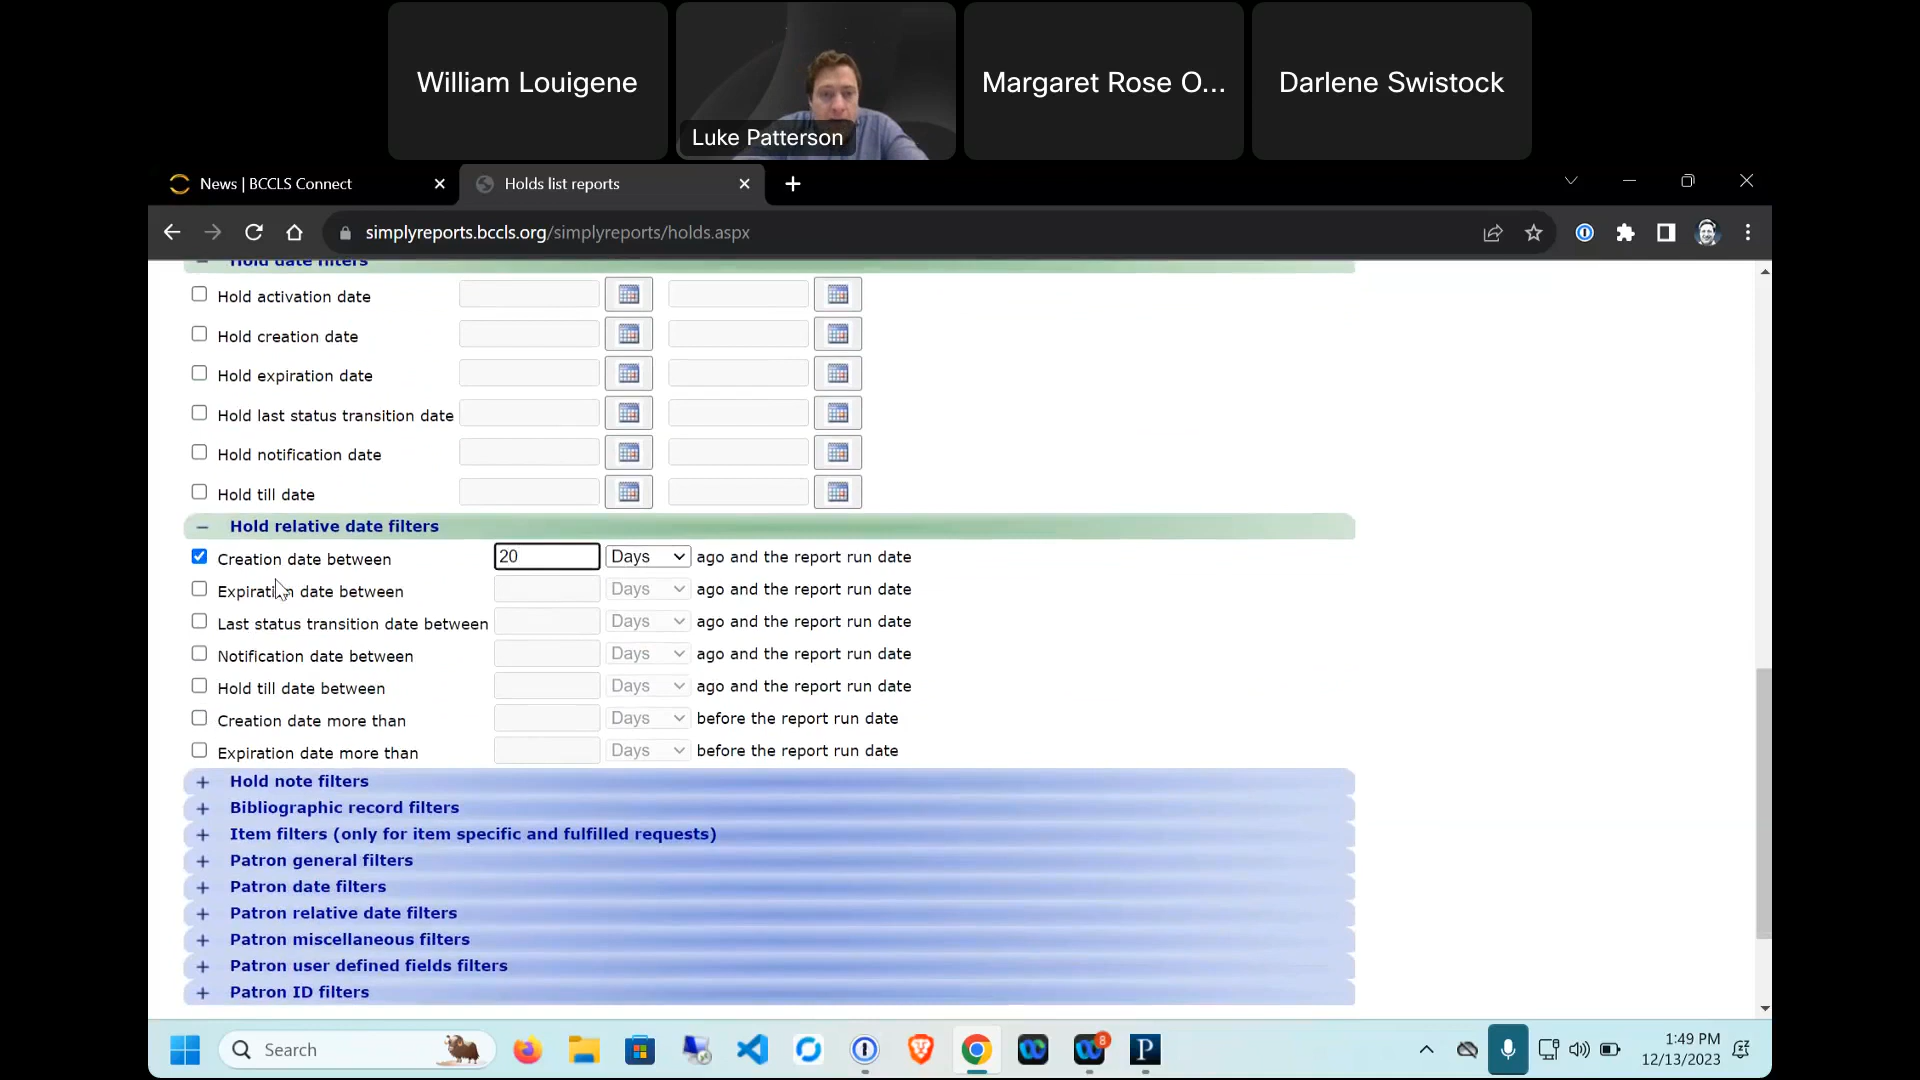 William Louigene
Luke Patterson
Margaret Rose O...
Darlene Swistock
News | BCCLS Connect
Holds list reports
simplyreports.bccls.org/simplyreports/holds.aspx
Hold date filters
Hold activation date
Hold creation date
Hold expiration date
Hold last status transition date
Hold notification date
Hold till date
Hold relative date filters
Creation date between 20 Days ago and the report run date
Expiration date between Days ago and the report run date
Last status transition date between Days ago and the report run date
Notification date between Days ago and the report run date
Hold till date between Days ago and the report run date
Creation date more than Days before the report run date
Expiration date more than Days before the report run date
Hold note filters
Bibliographic record filters
Item filters (only for item specific and fulfilled requests)
Patron general filters
Patron date filters
Patron relative date filters
Patron miscellaneous filters
Patron user defined fields filters
Patron ID filters
Search
8
P
1:49 PM
12/13/2023